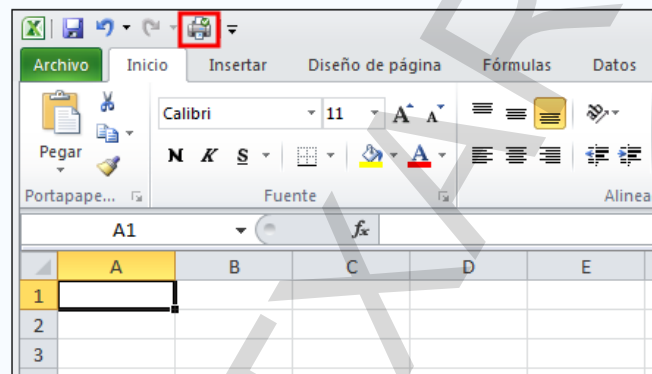 Archivo Inicio Insertar Diseño de página Fórmulas Datos
Calibri 11 A A
Pegar N K S A
Portapape... Fuente Alinea
A1 fx
A B C D E
1
2
3